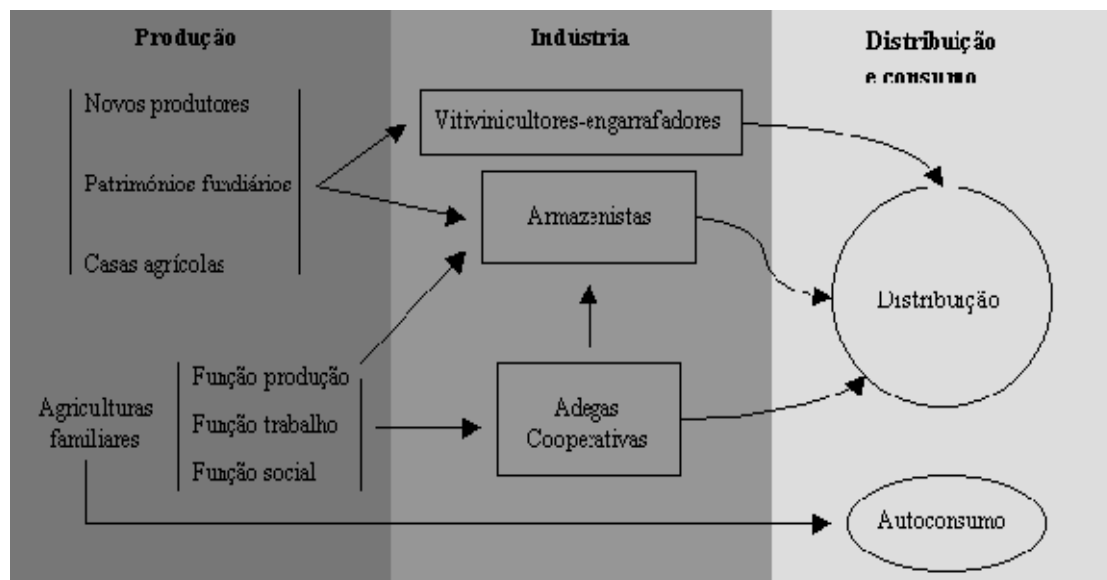 Produção
Indústria
Distribuição
e consumo
Novos produtores
Patrimónios fundiários
Casas agrícolas
Agriculturas
familiares
Função produção
Função trabalho
Função social
Vitivinicultores-engarrafadores
Armazenistas
Adegas
Cooperativas
Distribuição
Autoconsumo